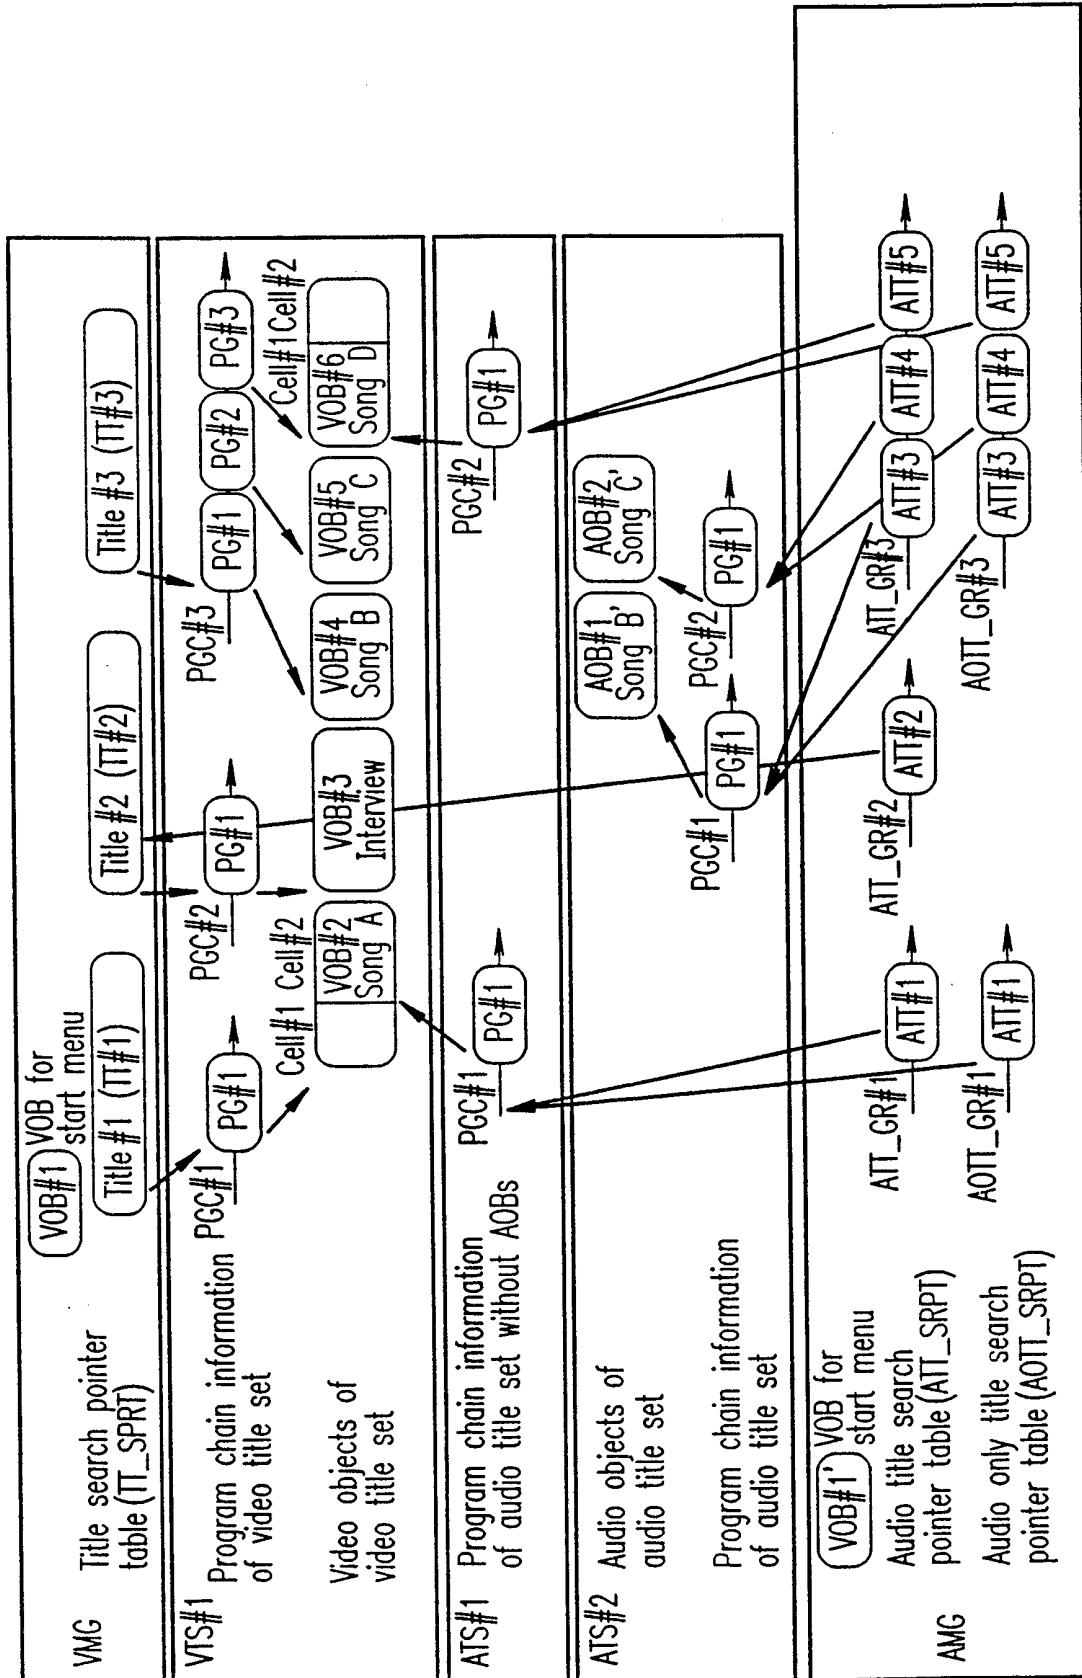 VMG
Title search pointer
table (TT_SPRT)
VOB#1
VOB for
start menu
Title #1 (TT#1)
Title #2 (TT#2)
Title #3 (TT#3)
VTS#1
Program chain information
of video title set
PGC#1
PG#1
PGC#2
PG#1
PGC#3
PG#1
PG#2
PG#3
Video objects of
video title set
Cell#1
Cell#2
VOB#2
Song A
VOB#3
Interview
VOB#4
Song B
VOB#5
Song C
Cell#1
Cell#2
VOB#6
Song D
ATS#1
Program chain information
of audio title set without AOBs
PGC#1
PG#1
PGC#2
PG#1
ATS#2
Audio objects of
audio title set
AOB#1,
Song B'
AOB#2,
Song C'
Program chain information
of audio title set
PGC#1
PG#1
PGC#2
PG#1
AMG
VOB#1'
VOB for
start menu
Audio title search
pointer table (ATT_SRPT)
ATT_GR#1
ATT#1
ATT_GR#2
ATT#2
ATT_GR#3
ATT#3
ATT#4
ATT#5
Audio only title search
pointer table (AOTT_SRPT)
AOTT_GR#1
ATT#1
AOTT_GR#3
ATT#3
ATT#4
ATT#5